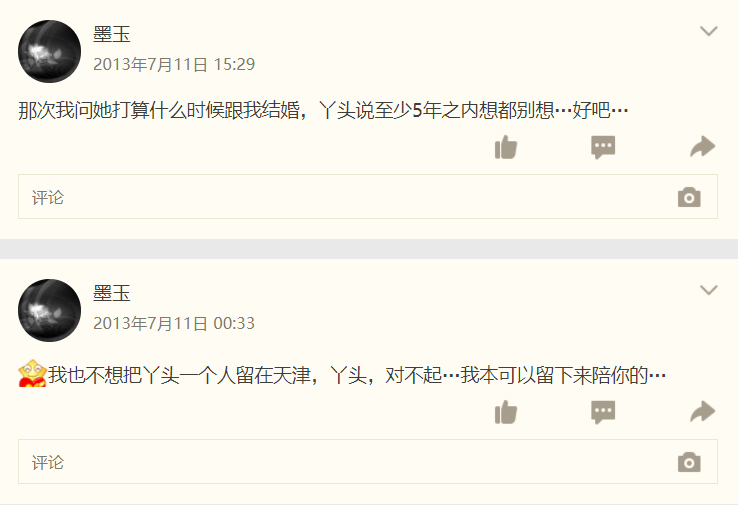 墨玉
2013年7月11日 15:29
那次我问她打算什么时候跟我结婚，丫头说至少5年之内想都别想…好吧…
评论
墨玉
2013年7月11日 00:33
我也不想把丫头一个人留在天津，丫头，对不起…我本可以留下来陪你的…
评论